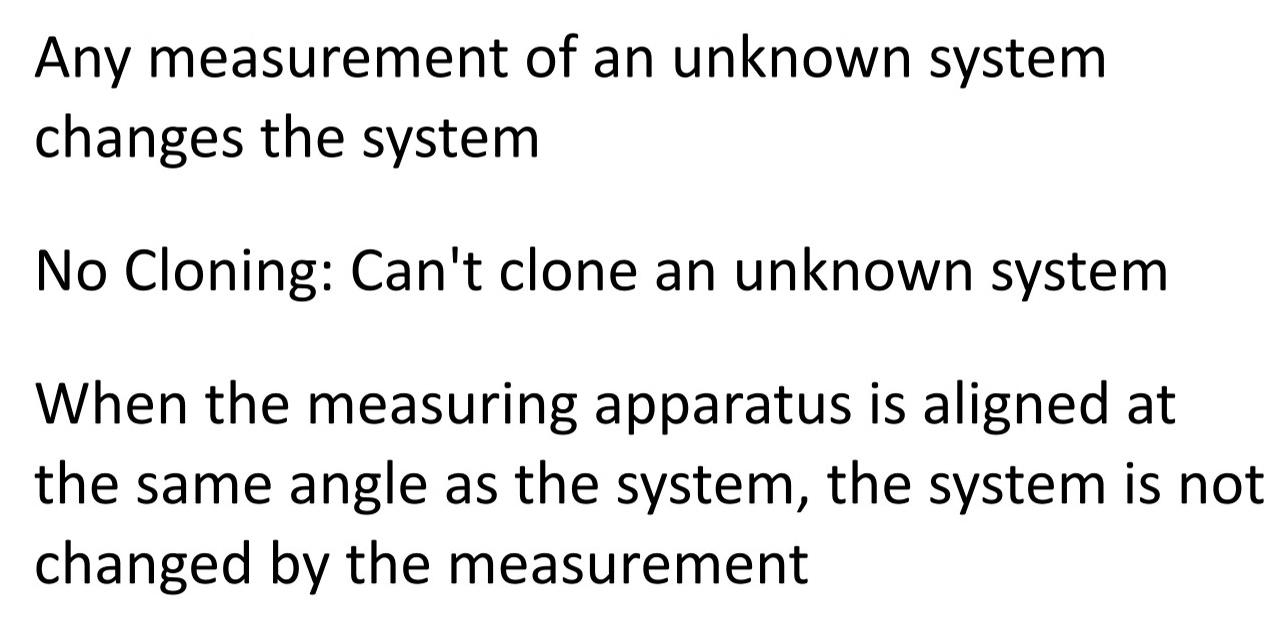 Any measurement of an unknown system
changes the system
No Cloning: Can't clone an unknown system
When the measuring apparatus is aligned at
the same angle as the system, the system is not
changed by the measurement